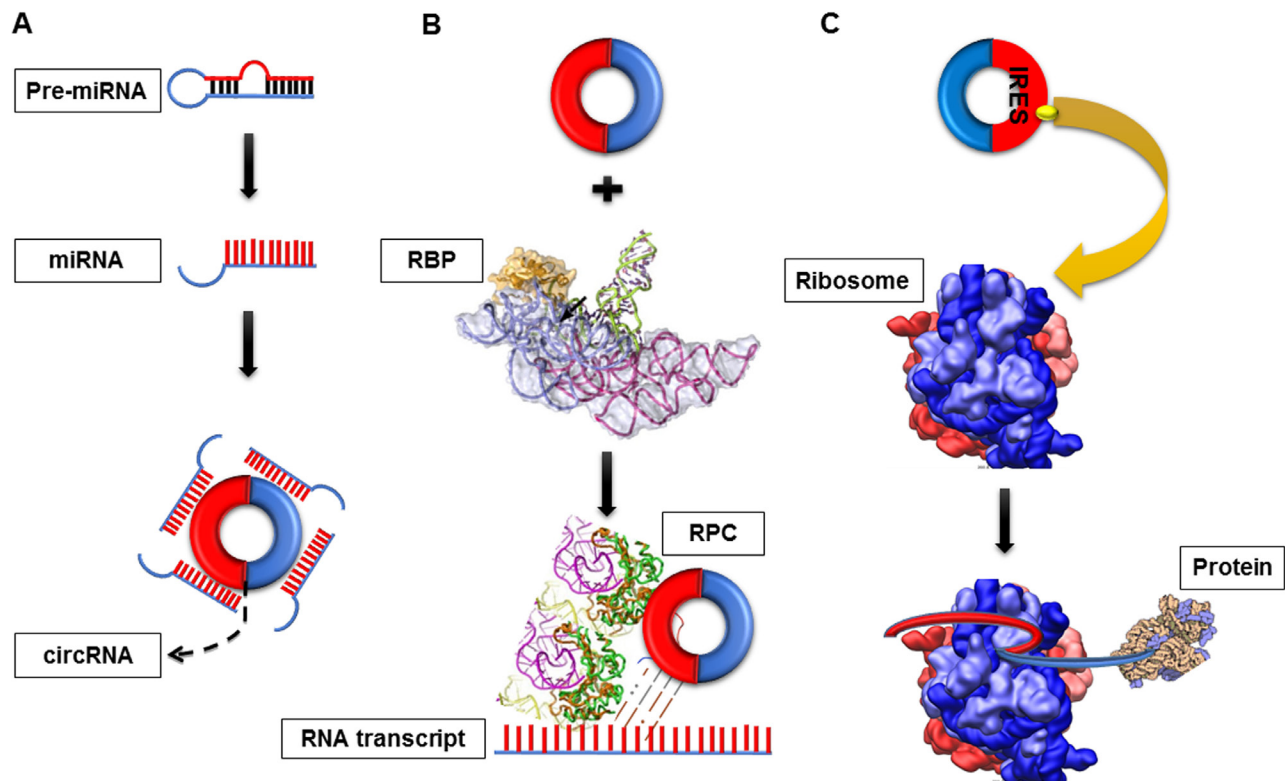 A
B
C
Pre-miRNA
IRES
miRNA
RBP
Ribosome
RPC
Protein
circRNA
RNA transcript